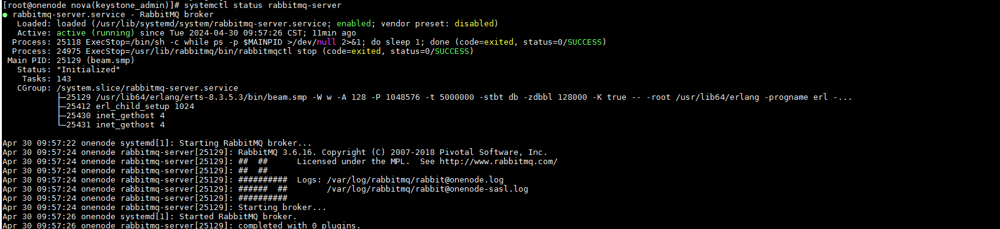 [root@onenode nova(keystone_admin)]# systemctl status rabbitmq-server
● rabbitmq-server.service - RabbitMQ broker
   Loaded: loaded (/usr/lib/systemd/system/rabbitmq-server.service; enabled; vendor preset: disabled)
   Active: active (running) since Tue 2024-04-30 09:57:26 CST; 11min ago
  Process: 25118 ExecStop=/bin/sh -c while ps -p $MAINPID >/dev/null 2>&1; do sleep 1; done (code=exited, status=0/SUCCESS)
  Process: 24975 ExecStop=/usr/lib/rabbitmq/bin/rabbitmqctl stop (code=exited, status=0/SUCCESS)
 Main PID: 25129 (beam.smp)
   Status: "Initialized"
    Tasks: 143
   CGroup: /system.slice/rabbitmq-server.service
           ├─25129 /usr/lib64/erlang/erts-8.3.5.3/bin/beam.smp -W w -A 128 -P 1048576 -t 5000000 -stbt db -zdbbl 128000 -K true -- -root /usr/lib64/erlang -progname erl -...
           ├─25412 erl_child_setup 1024
           ├─25430 inet_gethost 4
           └─25431 inet_gethost 4

Apr 30 09:57:22 onenode systemd[1]: Starting RabbitMQ broker...
Apr 30 09:57:24 onenode rabbitmq-server[25129]: RabbitMQ 3.6.16. Copyright (C) 2007-2018 Pivotal Software, Inc.
Apr 30 09:57:24 onenode rabbitmq-server[25129]: ##  ##      Licensed under the MPL.  See http://www.rabbitmq.com/
Apr 30 09:57:24 onenode rabbitmq-server[25129]: ##  ##
Apr 30 09:57:24 onenode rabbitmq-server[25129]: ##########  Logs: /var/log/rabbitmq/rabbit@onenode.log
Apr 30 09:57:24 onenode rabbitmq-server[25129]: ######  ##        /var/log/rabbitmq/rabbit@onenode-sasl.log
Apr 30 09:57:24 onenode rabbitmq-server[25129]: ##########
Apr 30 09:57:24 onenode rabbitmq-server[25129]: Starting broker...
Apr 30 09:57:26 onenode systemd[1]: Started RabbitMQ broker.
Apr 30 09:57:26 onenode rabbitmq-server[25129]: completed with 0 plugins.